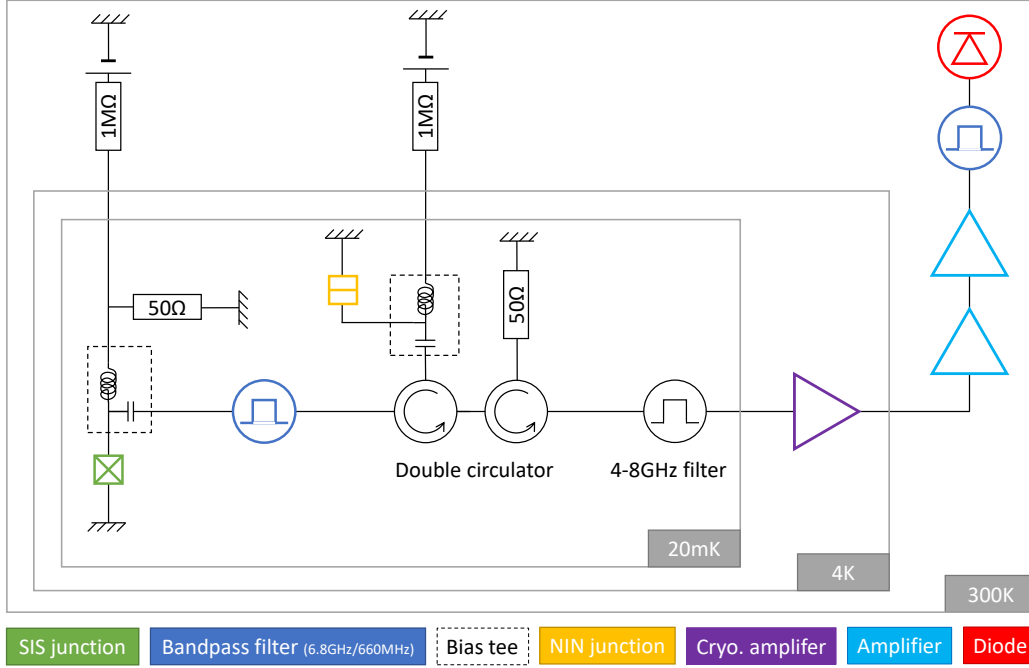 1MΩ
1MΩ
50Ω
50Ω
Double circulator
4-8GHz filter
20mK
4K
300K
SIS junction
Bandpass filter (6.8GHz/660MHz)
Bias tee
NIN junction
Cryo. amplifer
Amplifier
Diode